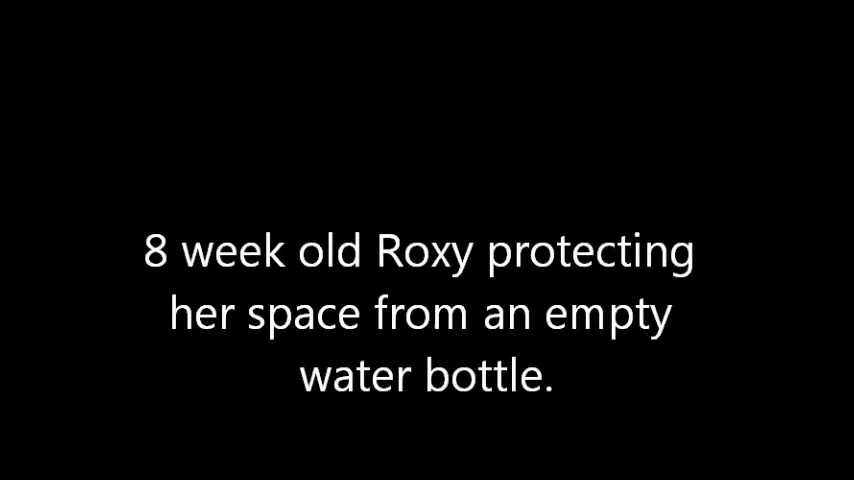 8 week old Roxy protecting
her space from an empty
water bottle.